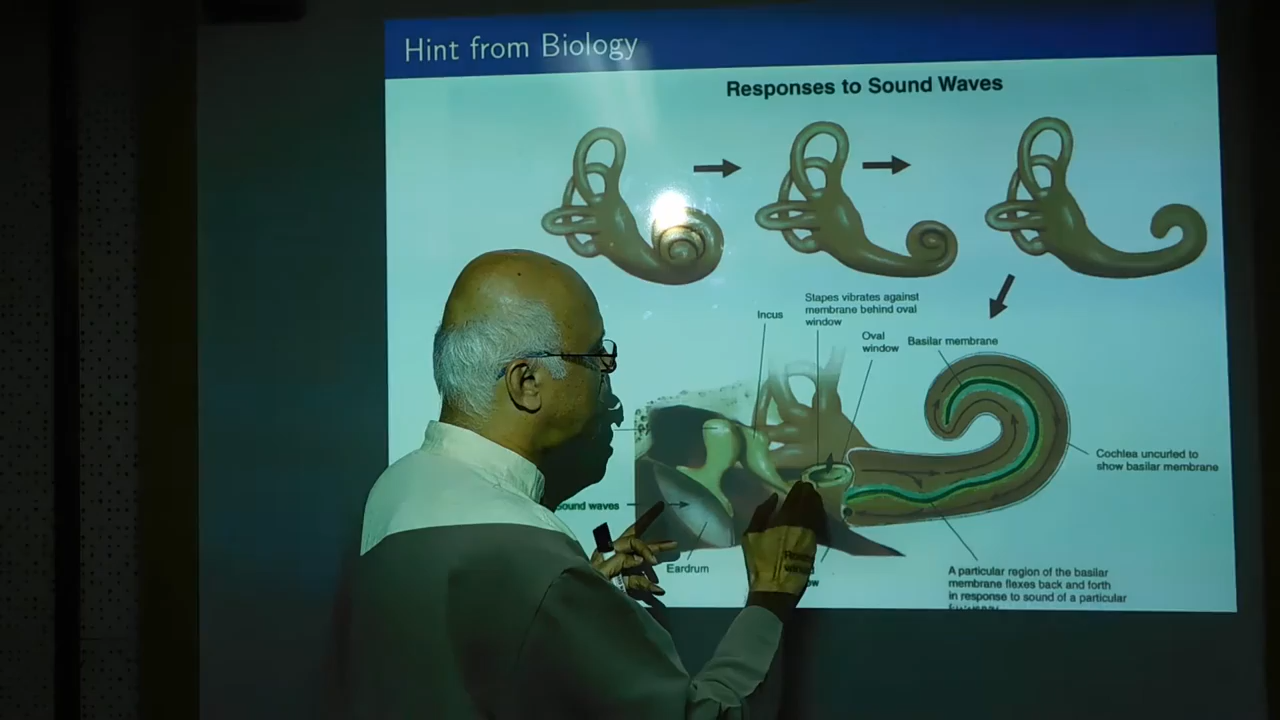 Hint from Biology
Responses to Sound Waves
Stapes vibrates against
membrane behind oval
window
Incus
Oval
window
Basilar membrane
Cochlea uncurled to
show basilar membrane
Sound waves
Eardrum
A particular region of the basilar
membrane flexes back and forth
in response to sound of a particular